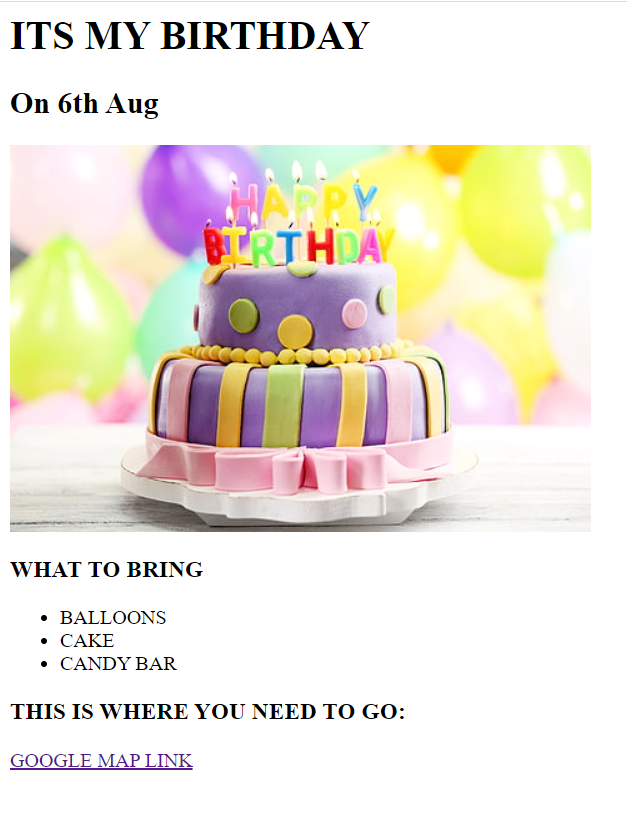 ITS MY BIRTHDAY
On 6th Aug
HAPPY
BIRTHDAY
WHAT TO BRING
BALLOONS
CAKE
CANDY BAR
THIS IS WHERE YOU NEED TO GO:
GOOGLE MAP LINK